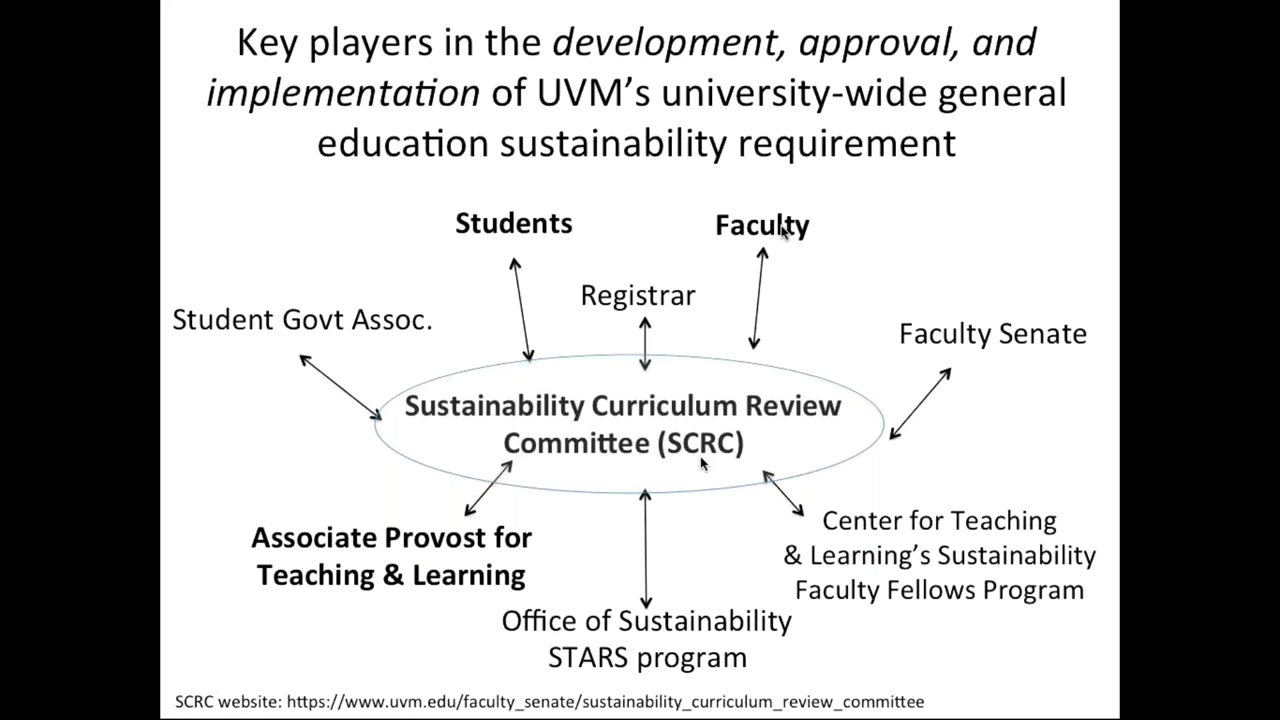 Key players in the development, approval, and
implementation of UVM’s university-wide general
education sustainability requirement
Students
Faculty
Registrar
Student Govt Assoc.
Faculty Senate
Sustainability Curriculum Review
Committee (SCRC)
Associate Provost for
Teaching & Learning
Center for Teaching
& Learning’s Sustainability
Faculty Fellows Program
Office of Sustainability
STARS program
SCRC website: https://www.uvm.edu/faculty_senate/sustainability_curriculum_review_committee